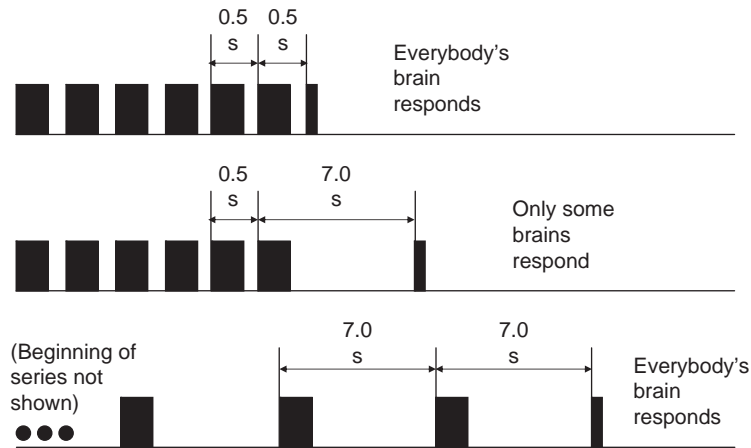 0.5 0.5
s s
Everybody's
brain
responds
0.5 7.0
s s
Only some
brains
respond
7.0 7.0
s s
(Beginning of
series not
shown)
Everybody's
brain
responds